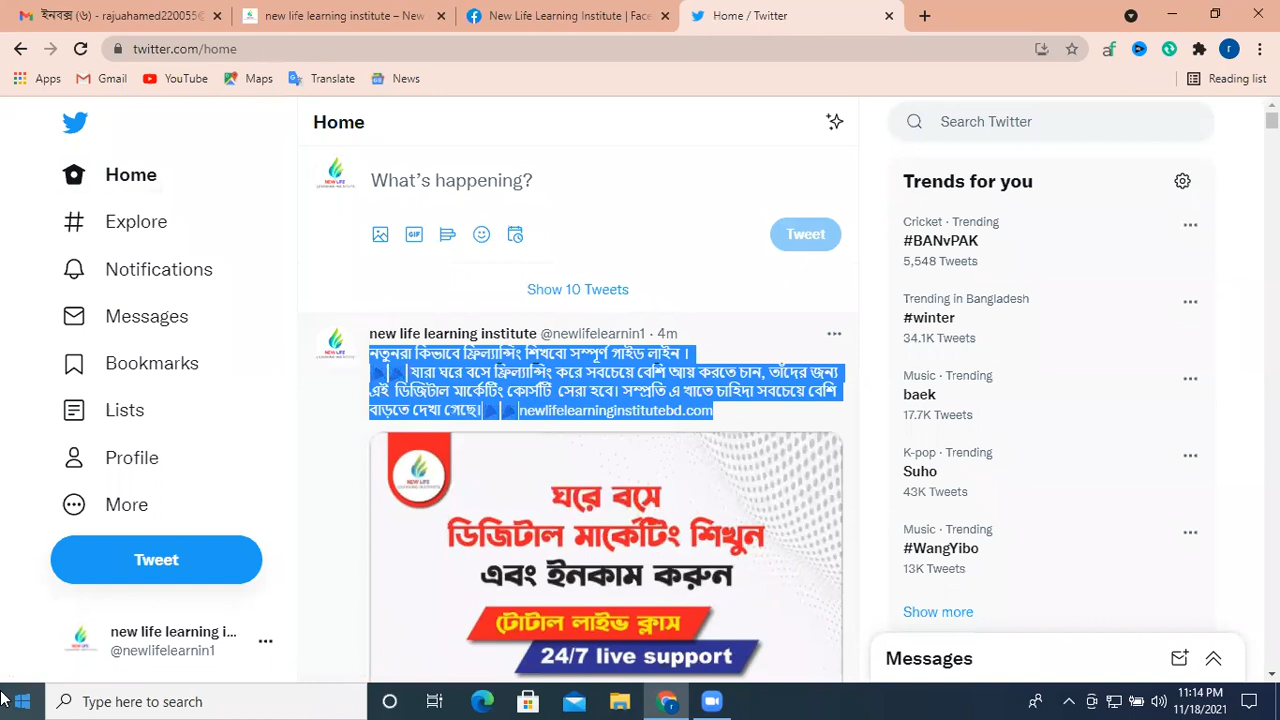 ইনবক্স (৬) - rajuahamed220055@
new life learning institute – New
New Life Learning Institute | Face
Home / Twitter
twitter.com/home
Apps
Gmail
YouTube
Maps
Translate
News
Reading list
Home
Explore
Notifications
Messages
Bookmarks
Lists
Profile
More
Tweet
new life learning i...
@newlifelearnin1
Home
What's happening?
GIF
Tweet
Show 10 Tweets
new life learning institute @newlifelearnin1 · 4m
নতুনরা কিভাবে ফ্রিল্যান্সিং শিখবো সম্পূর্ণ গাইড লাইন।
যারা ঘরে বসে ফ্রিল্যান্সিং করে সবচেয়ে বেশি আয় করতে চান, তাঁদের জন্য
এই ডিজিটাল মার্কেটিং কোর্সটি সেরা হবে। সম্প্রতি এ খাতে চাহিদা সবচেয়ে বেশি
বাড়তে দেখা গেছে।newlifelearninginstitutebd.com
NEW LIFE
ঘরে বসে
ডিজিটাল মার্কেটিং শিখুন
এবং ইনকাম করুন
টোটাল লাইভ ক্লাস
24/7 live support
Search Twitter
Trends for you
Cricket · Trending
#BANvPAK
5,548 Tweets
Trending in Bangladesh
#winter
34.1K Tweets
Music · Trending
baek
17.7K Tweets
K-pop · Trending
Suho
43K Tweets
Music · Trending
#WangYibo
13K Tweets
Show more
Messages
Type here to search
11:14 PM
11/18/2021